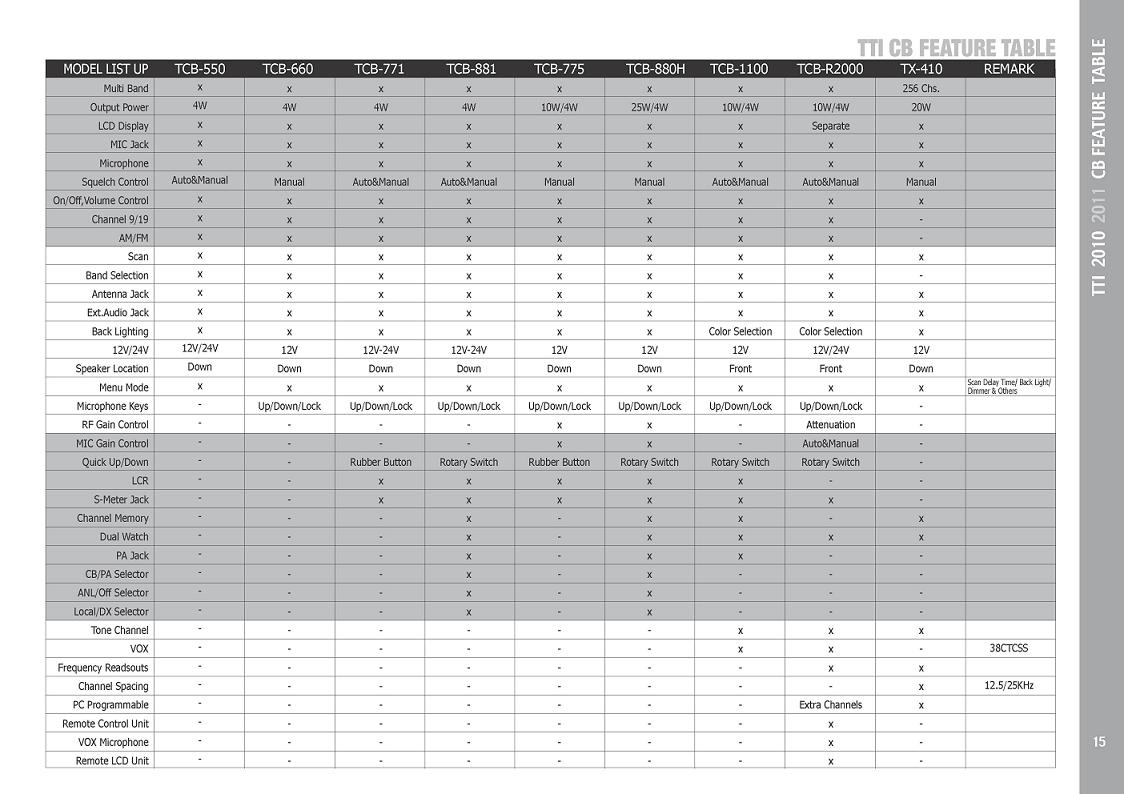 TTI CB FEATURE TABLE
MODEL LIST UP TCB-550 TCB-660 TCB-771 TCB-881 TCB-775 TCB-880H TCB-1100 TCB-R2000 TX-410 REMARK
Multi Band x x x x x x x x 256 Chs.
Output Power 4W 4W 4W 4W 10W/4W 25W/4W 10W/4W 10W/4W 20W
LCD Display x x x x x x x Separate x
MIC Jack x x x x x x x x x
Microphone x x x x x x x x x
Squelch Control Auto&Manual Manual Auto&Manual Auto&Manual Manual Manual Auto&Manual Auto&Manual Manual
On/Off,Volume Control x x x x x x x x x
Channel 9/19 x x x x x x x x -
AM/FM x x x x x x x x -
Scan x x x x x x x x x
Band Selection x x x x x x x x -
Antenna Jack x x x x x x x x x
Ext.Audio Jack x x x x x x x x x
Back Lighting x x x x x x Color Selection Color Selection x
12V/24V 12V/24V 12V 12V-24V 12V-24V 12V 12V 12V 12V/24V 12V
Speaker Location Down Down Down Down Down Down Front Front Down
Menu Mode x x x x x x x x x Scan Delay Time/ Back Light/
Dimmer & Others
Microphone Keys - Up/Down/Lock Up/Down/Lock Up/Down/Lock Up/Down/Lock Up/Down/Lock Up/Down/Lock Up/Down/Lock -
RF Gain Control - - - - x x - Attenuation -
MIC Gain Control - - - - x x - Auto&Manual -
Quick Up/Down - - Rubber Button Rotary Switch Rubber Button Rotary Switch Rotary Switch Rotary Switch -
LCR - - x x x x x - -
S-Meter Jack - - x x x x x x -
Channel Memory - - - x - x x - x
Dual Watch - - - x - x x x x
PA Jack - - - x - x x - -
CB/PA Selector - - - x - x - - -
ANL/Off Selector - - - x - x - - -
Local/DX Selector - - - x - x - - -
Tone Channel - - - - - - x x x
VOX - - - - - - x x - 38CTCSS
Frequency Readsouts - - - - - - - x x
Channel Spacing - - - - - - - - x 12.5/25KHz
PC Programmable - - - - - - - Extra Channels x
Remote Control Unit - - - - - - - x -
VOX Microphone - - - - - - - x -
Remote LCD Unit - - - - - - - x -
TTI 2010 2011 CB FEATURE TABLE
15